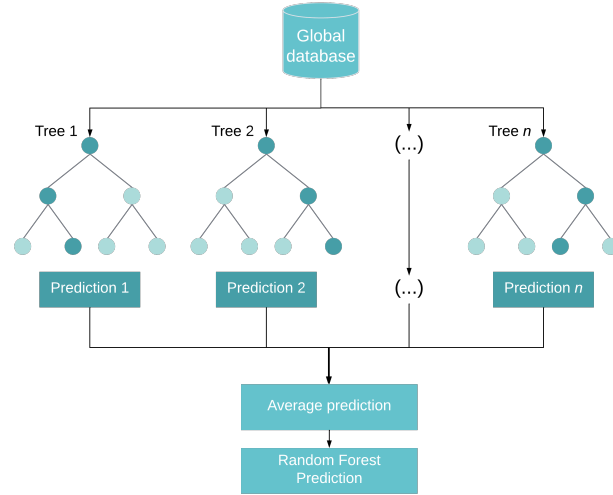 Global
database
Tree 1
Tree 2
(...)
Tree n
Prediction 1
Prediction 2
(...)
Prediction n
Average prediction
Random Forest
Prediction